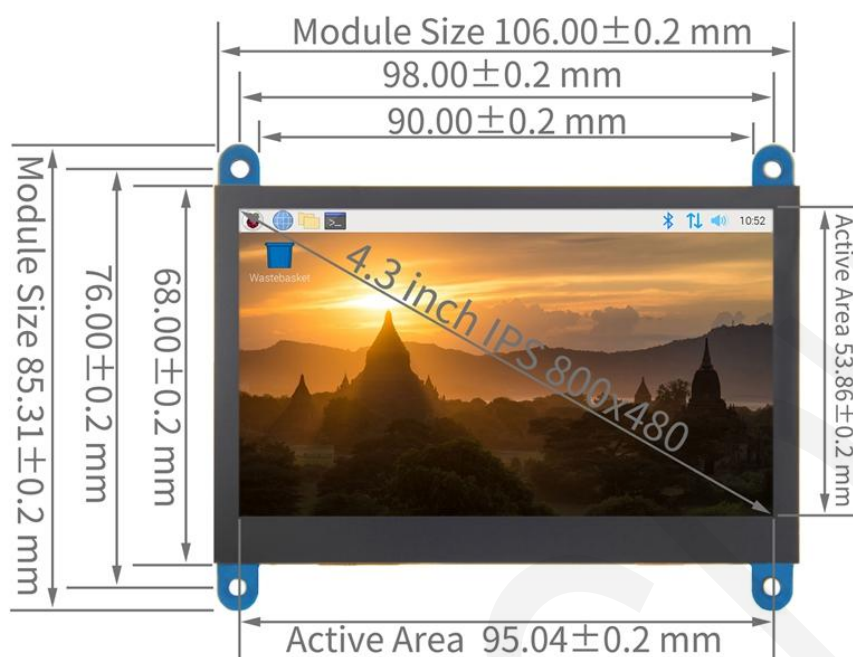 Module Size 106.00±0.2 mm
98.00±0.2 mm
90.00±0.2 mm
Module Size 85.31±0.2 mm
76.00±0.2 mm
68.00±0.2 mm
10:52
Wastebasket
4.3 inch IPS 800x480
Active Area 53.86±0.2 mm
Active Area 95.04±0.2 mm